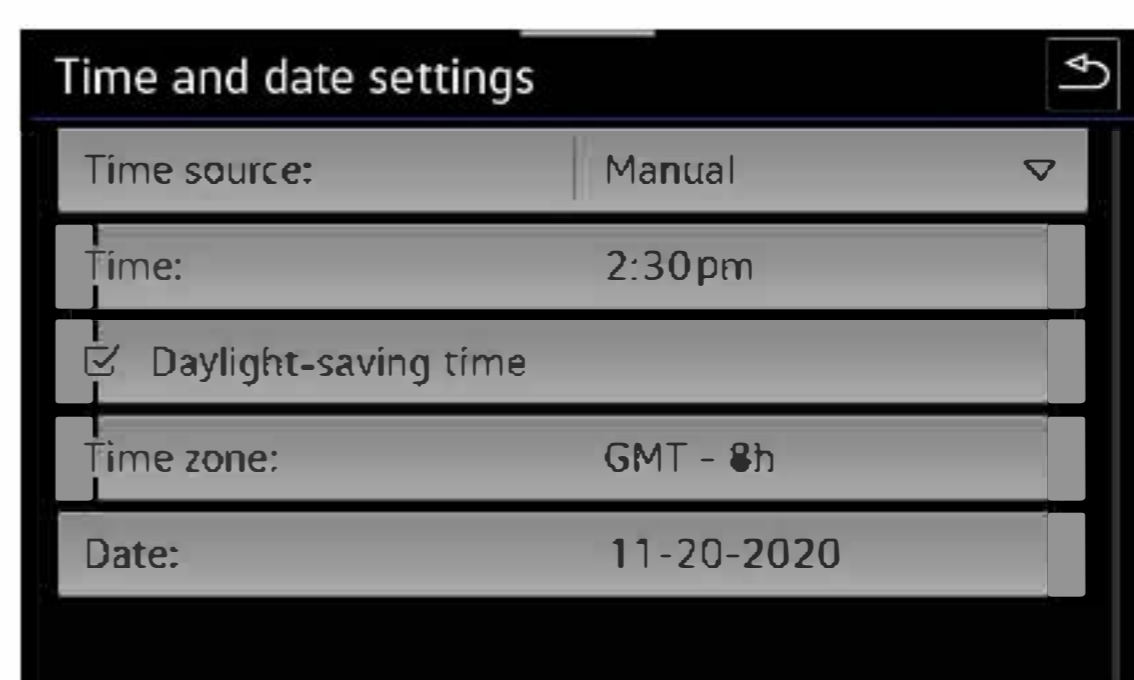 Time and date settings
Time source: Manual
Time: 2:30pm
Daylight-saving time
Time zone: GMT - 8h
Date: 11-20-2020